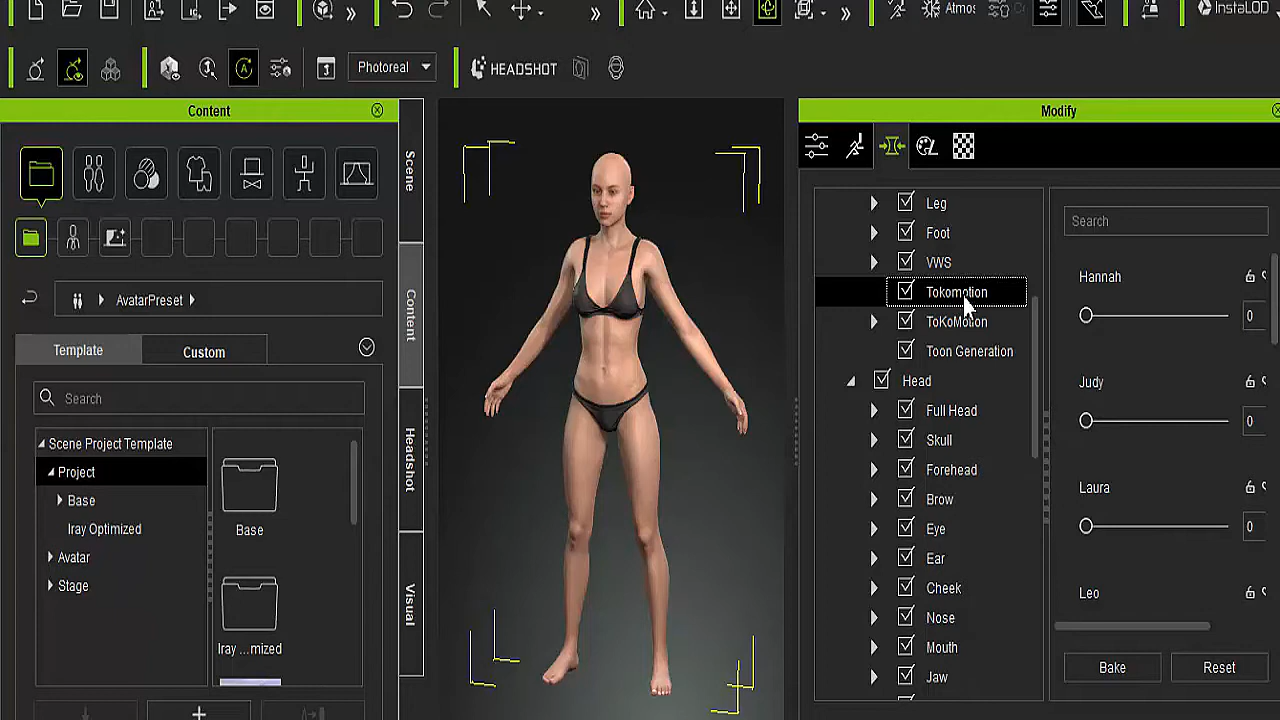 Atmos
InstaLOD
Photoreal
HEADSHOT
Content
Modify
Scene
Content
Headshot
Visual
AvatarPreset
Template
Custom
Search
Scene Project Template
Project
Base
Iray Optimized
Avatar
Stage
Base
Iray ...mized
Leg
Foot
VWS
Tokomotion
ToKoMotion
Toon Generation
Head
Full Head
Skull
Forehead
Brow
Eye
Ear
Cheek
Nose
Mouth
Jaw
Search
Hannah
0
Judy
0
Laura
0
Leo
Bake
Reset